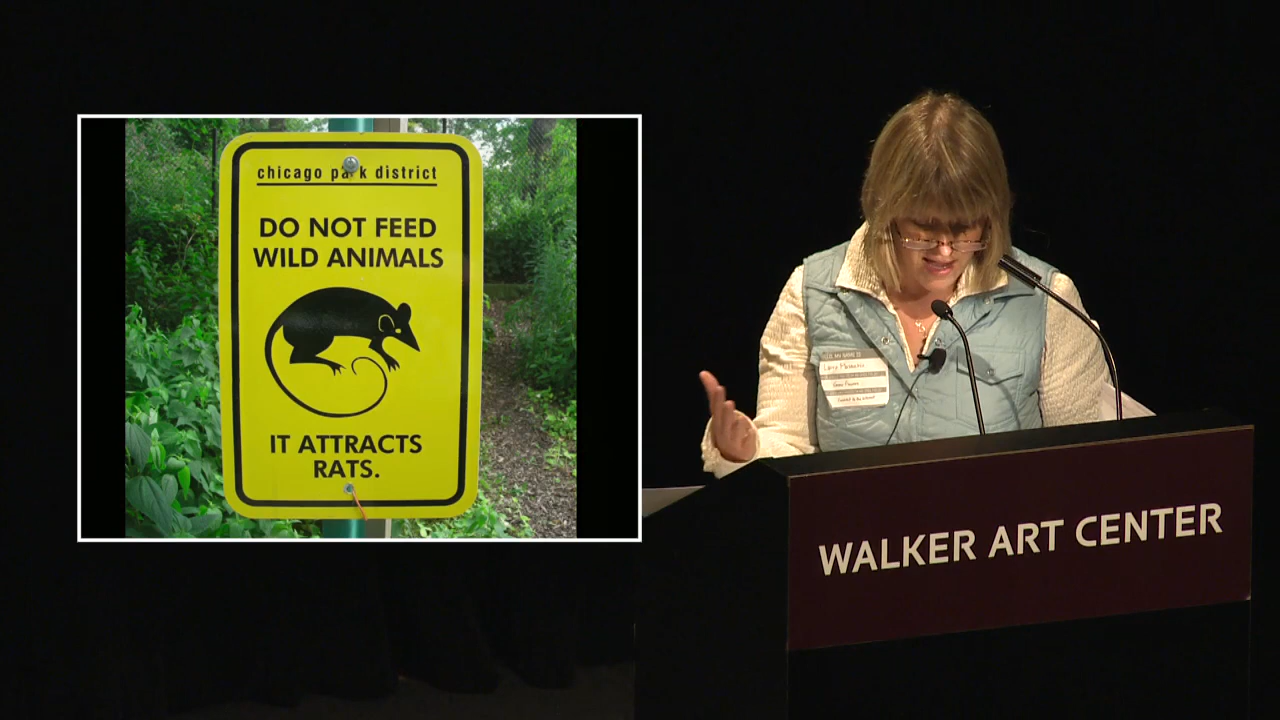 chicago park district
DO NOT FEED
WILD ANIMALS
IT ATTRACTS
RATS.
WALKER ART CENTER